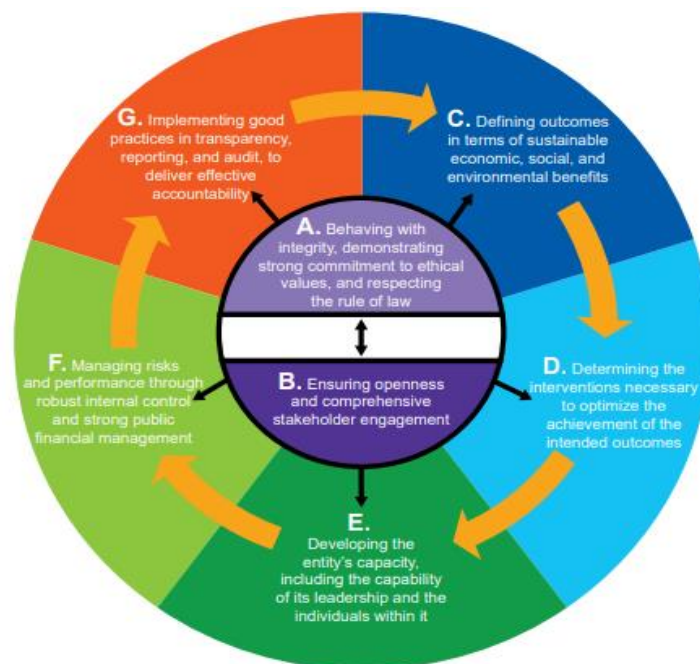 G. Implementing good
practices in transparency,
reporting, and audit, to
deliver effective
accountability
C. Defining outcomes
in terms of sustainable
economic, social, and
environmental benefits
A. Behaving with
integrity, demonstrating
strong commitment to ethical
values, and respecting
the rule of law
F. Managing risks
and performance through
robust internal control
and strong public
financial management
B. Ensuring openness
and comprehensive
stakeholder engagement
D. Determining the
interventions necessary
to optimize the
achievement of the
intended outcomes
E.
Developing the
entity's capacity,
including the capability
of its leadership and the
individuals within it